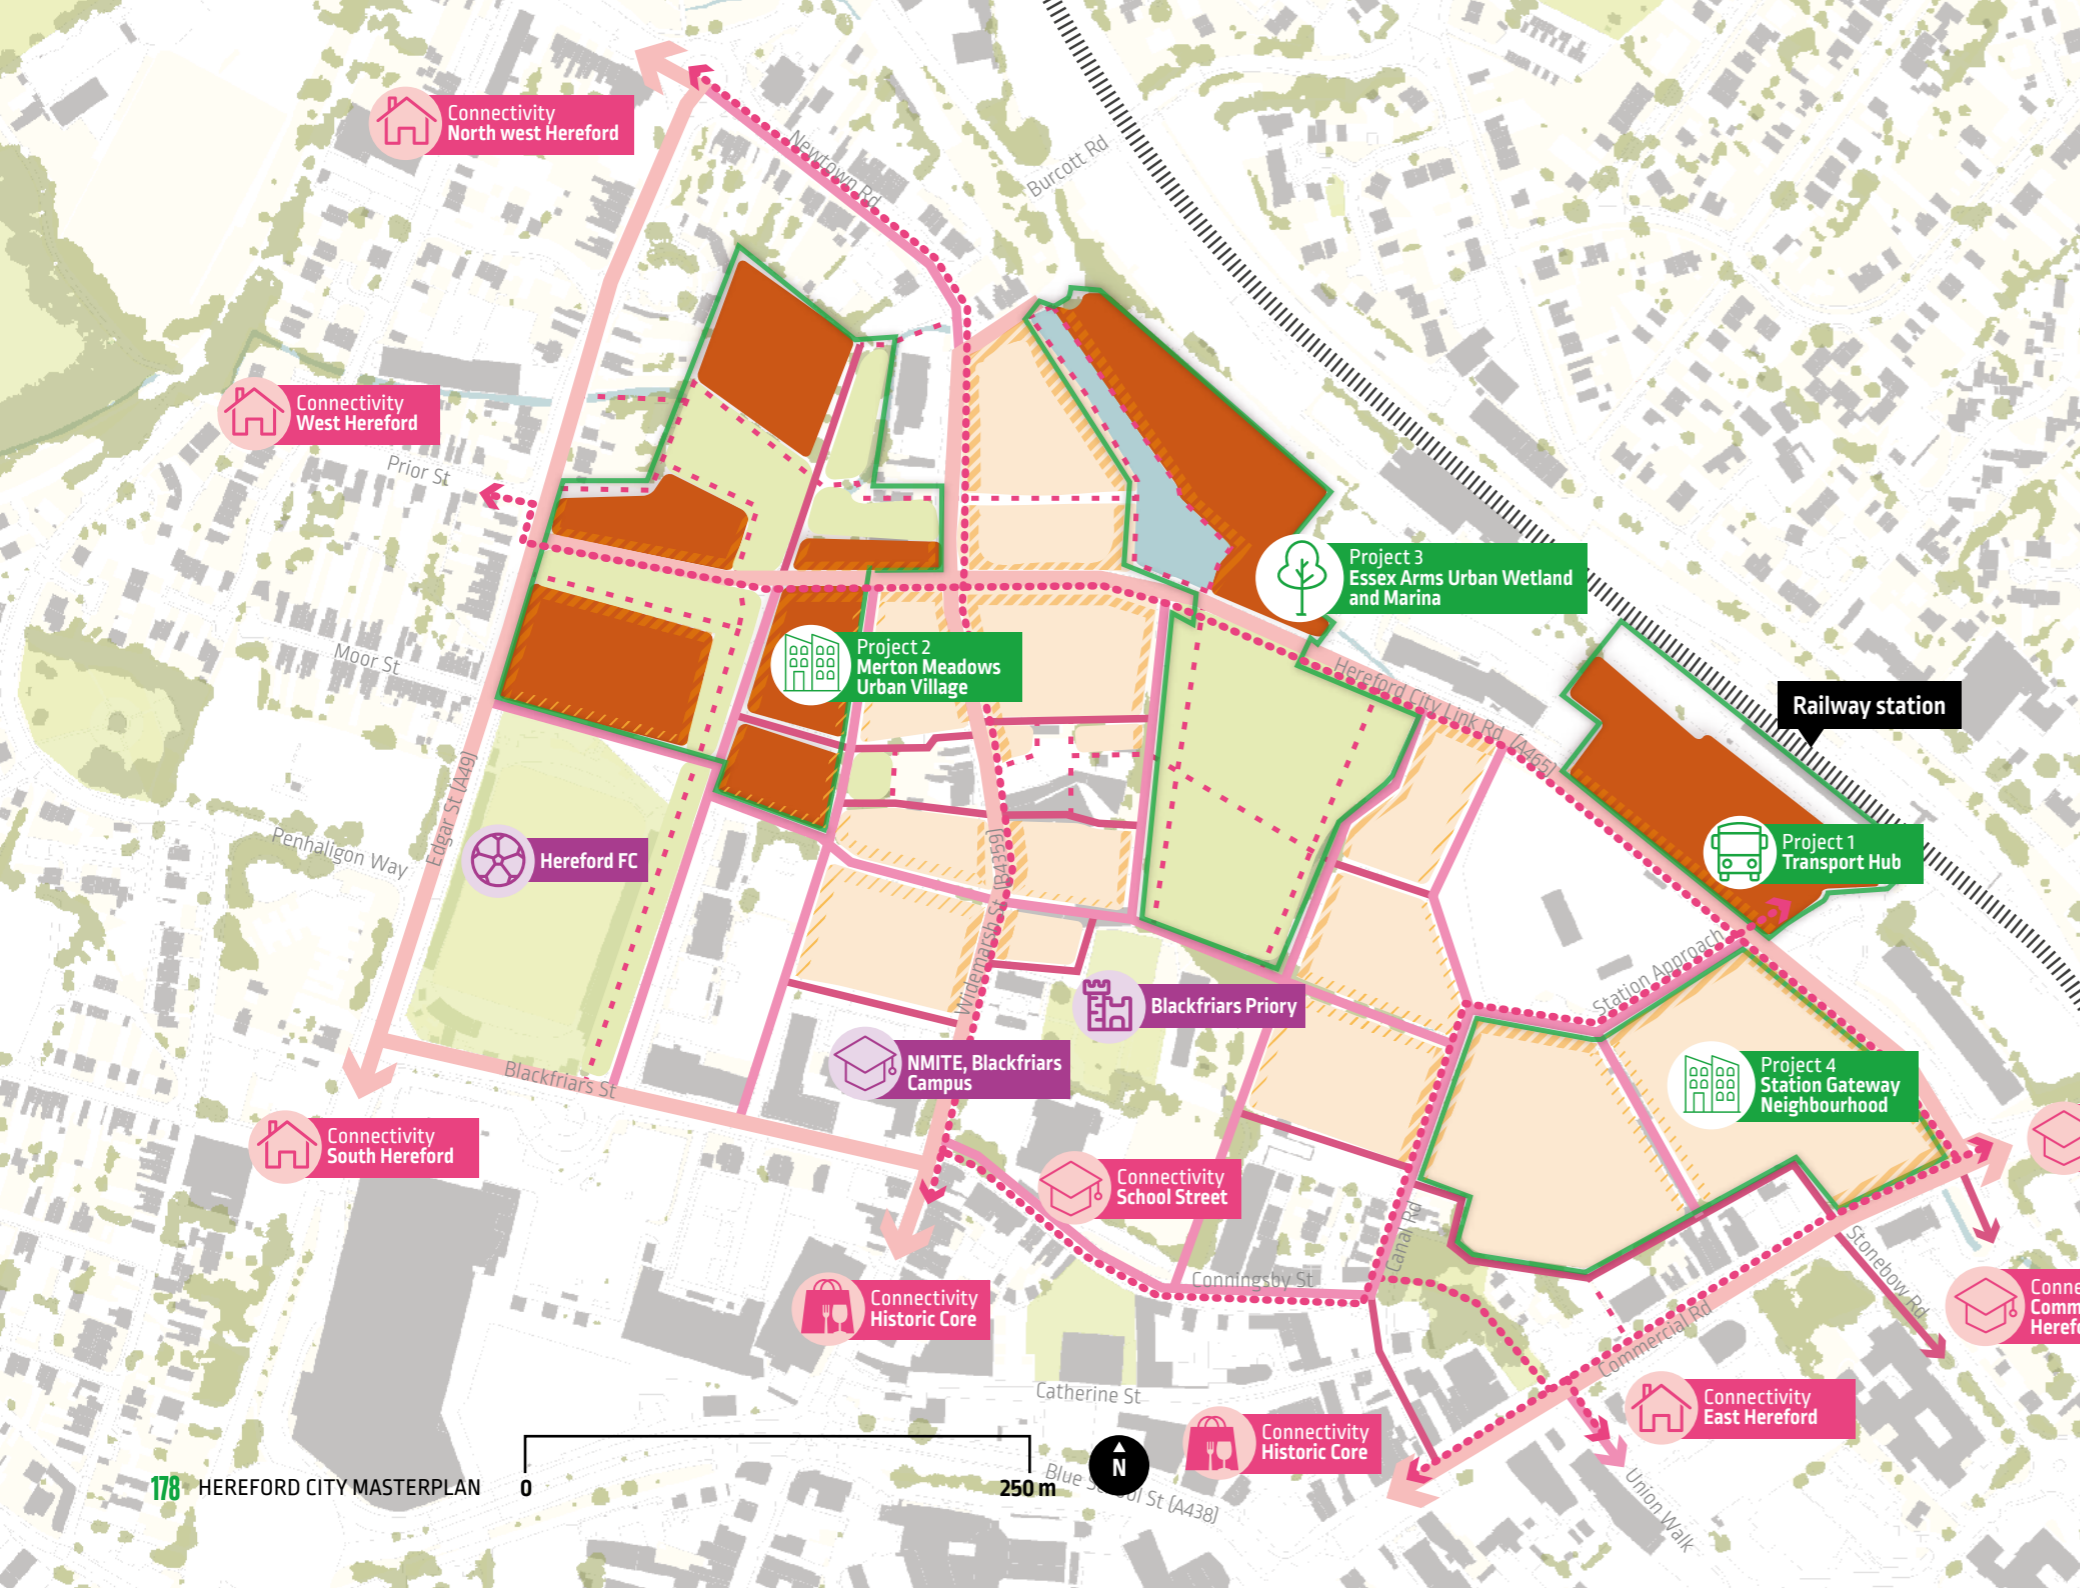 Connectivity
North west Hereford
Newtown Rd
Burcott Rd
Connectivity
West Hereford
Prior St
Project 3
Essex Arms Urban Wetland
and Marina
Moor St
Project 2
Merton Meadows
Urban Village
Hereford City Link Rd [A465]
Railway station
Edgar St [A49]
Penhaligon Way
Hereford FC
Widemarsh St [B4359]
Project 1
Transport Hub
Station Approach
Blackfriars Priory
NMITE, Blackfriars
Campus
Blackfriars St
Project 4
Station Gateway
Neighbourhood
Connectivity
South Hereford
Connectivity
School Street
Canal Rd
Stonebow Rd
Conningsby St
Connectivity
Historic Core
Commercial Rd
Catherine St
Connectivity
East Hereford
Connectivity
Historic Core
Union Walk
Blue
St [A438]
N
0
250 m
178 HEREFORD CITY MASTERPLAN